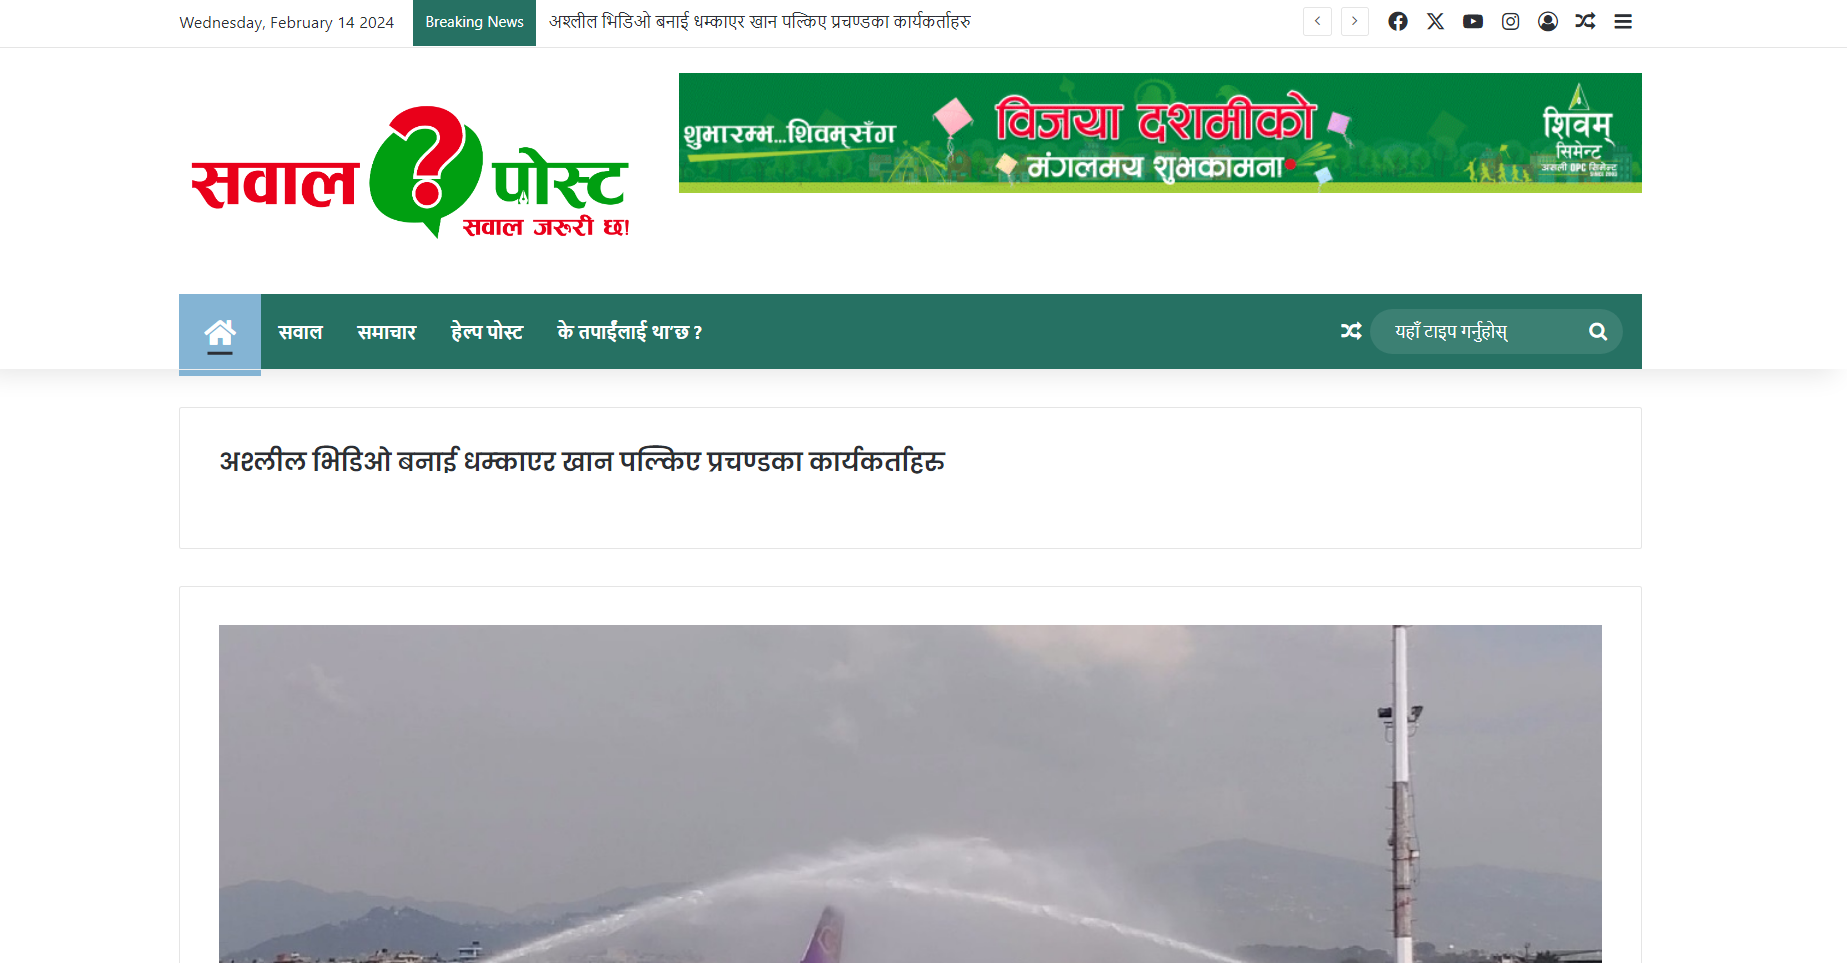 Wednesday, February 14 2024
Breaking News
अश्लील भिडिओ बनाई धम्काएर खान पल्किए प्रचण्डका कार्यकर्ताहरु
सवाल ? पोस्ट
सवाल जरुरी छ!
शुभारम्भ...शिवम्सँग
विजया दशमीको
मंगलमय शुभकामना
शिवम्
सिमेन्ट
असली OPC सिमेन्ट
SINCE 2002
सवाल
समाचार
हेल्प पोस्ट
के तपाईंलाई था'छ ?
यहाँ टाइप गर्नुहोस्
अश्लील भिडिओ बनाई धम्काएर खान पल्किए प्रचण्डका कार्यकर्ताहरु